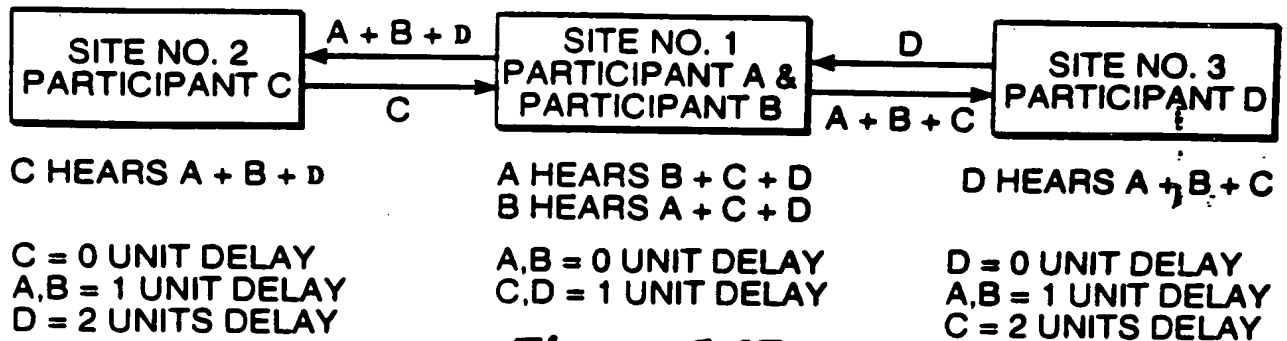 SITE NO. 2
PARTICIPANT C
A + B + D
C
SITE NO. 1
PARTICIPANT A &
PARTICIPANT B
D
A + B + C
SITE NO. 3
PARTICIPANT D
C HEARS A + B + D
A HEARS B + C + D
B HEARS A + C + D
D HEARS A + B + C
C = 0 UNIT DELAY
A,B = 1 UNIT DELAY
D = 2 UNITS DELAY
A,B = 0 UNIT DELAY
C,D = 1 UNIT DELAY
D = 0 UNIT DELAY
A,B = 1 UNIT DELAY
C = 2 UNITS DELAY